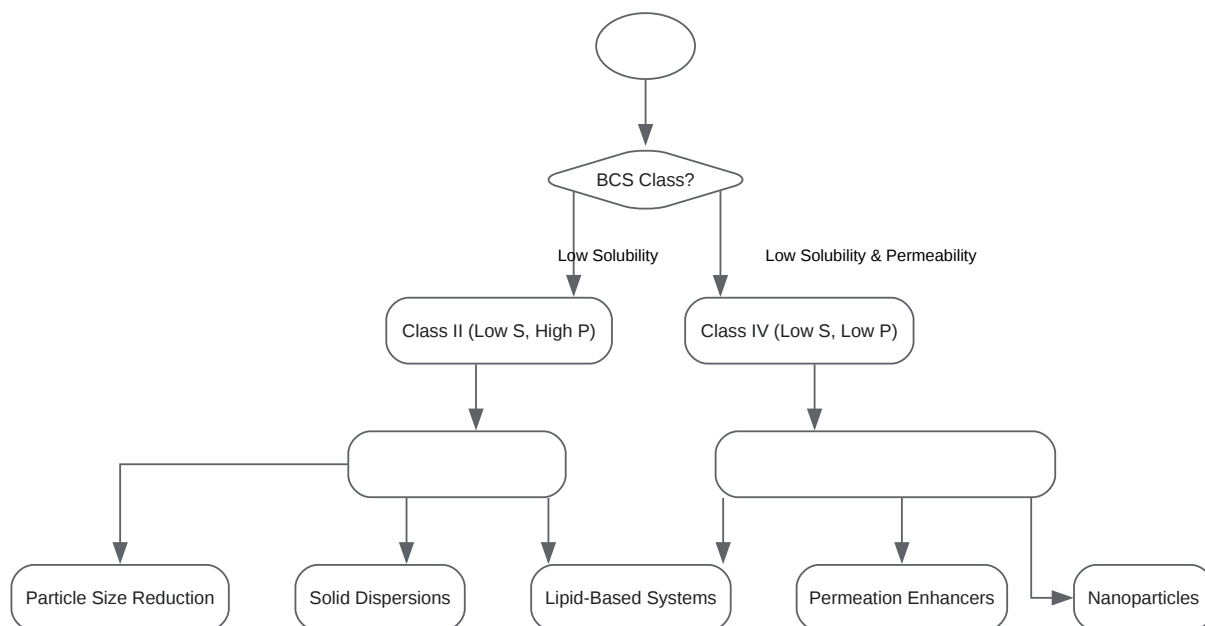 BCS Class?
Low Solubility
Low Solubility & Permeability
Class II (Low S, High P)
Class IV (Low S, Low P)
Particle Size Reduction
Solid Dispersions
Lipid-Based Systems
Permeation Enhancers
Nanoparticles